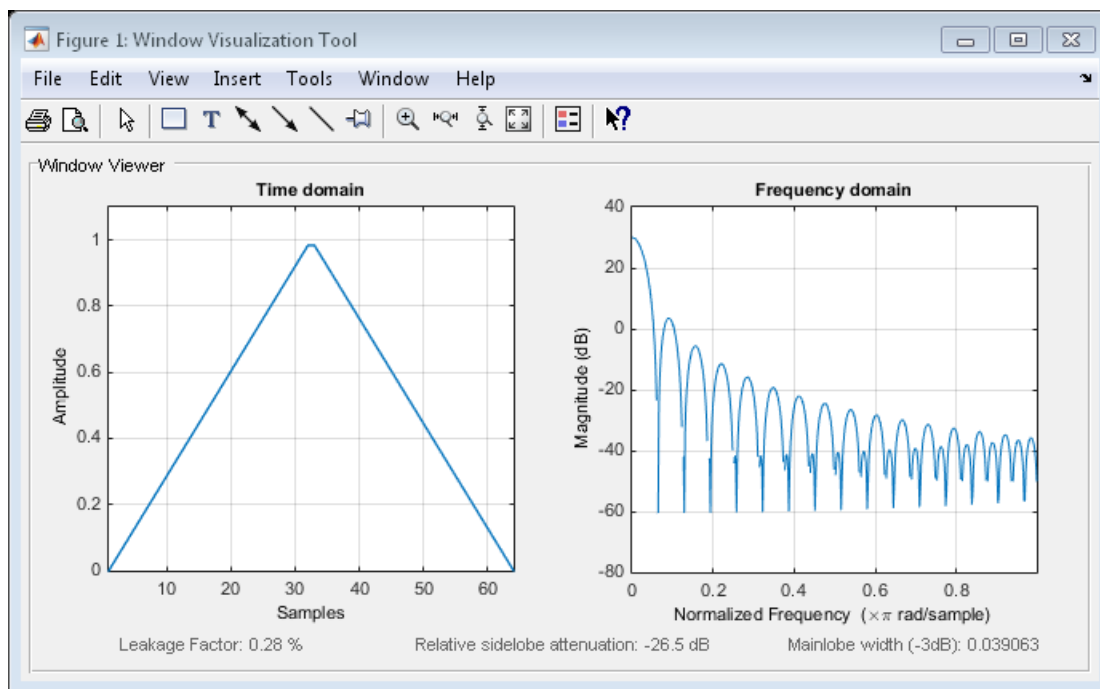 Figure 1: Window Visualization Tool
File Edit View Insert Tools Window Help
T
Window Viewer
Time domain
1
0.8
0.6
0.4
0.2
0
10 20 30 40 50 60
Amplitude
Samples
Frequency domain
40
20
0
-20
-40
-60
-80
0 0.2 0.4 0.6 0.8
Magnitude (dB)
Normalized Frequency (×π rad/sample)
Leakage Factor: 0.28 %
Relative sidelobe attenuation: -26.5 dB
Mainlobe width (-3dB): 0.039063